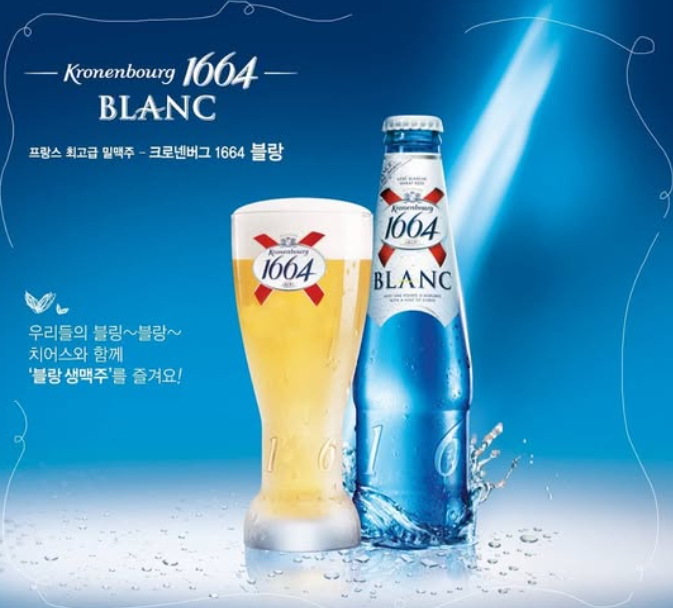 Kronenbourg 1664
BLANC
프랑스 최고급 밀맥주 - 크로넨버그 1664 블랑
우리들의 블링~블랑~
치어스와 함께
'블랑 생맥주'를 즐겨요!
Kronenbourg
1664
1 6
Kronenbourg
1664
BLANC
1 6